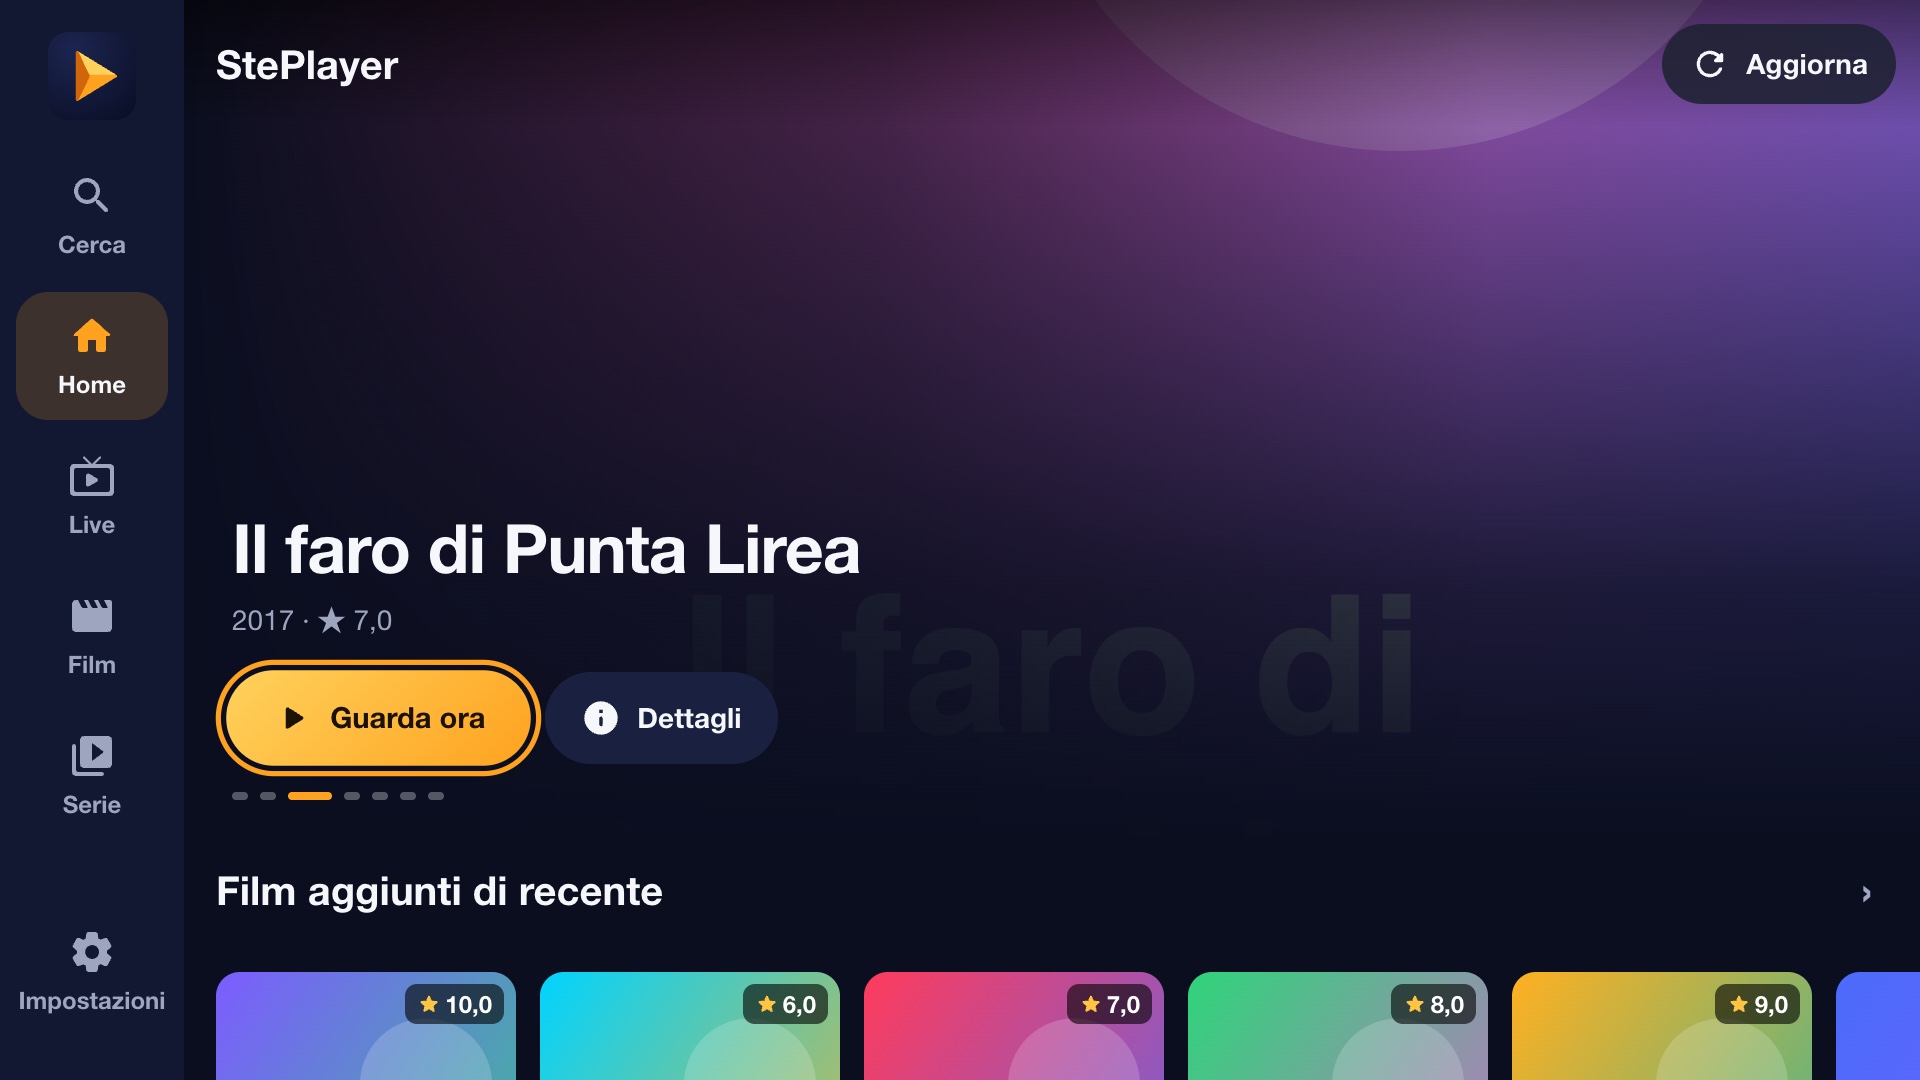 StePlayer
Aggiorna
Cerca
Home
Live
Film
Serie
Impostazioni
Il faro di Punta Lirea
2017 · ★ 7,0
Il faro di
Guarda ora
Dettagli
Film aggiunti di recente
10,0
6,0
7,0
8,0
9,0